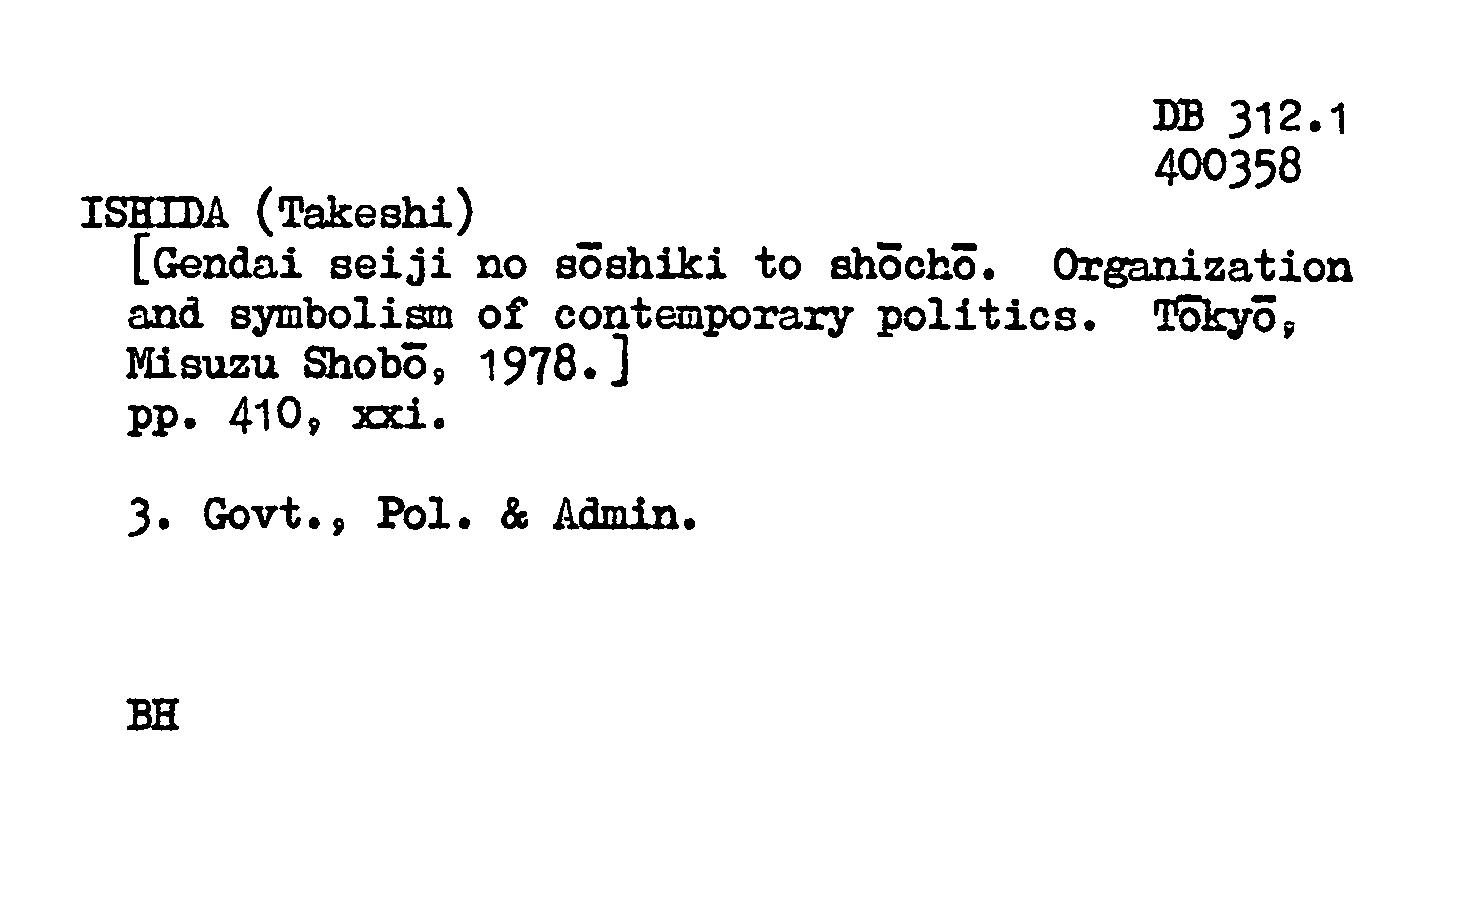 DB 312.1
400358
ISHIDA (Takeshi)
[Gendai seiji no sōshiki to shōchō. Organization
and symbolism of contemporary politics. Tōkyō,
Misuzu Shobō, 1978.]
pp. 410, xxi.
3. Govt., Pol. & Admin.
BH